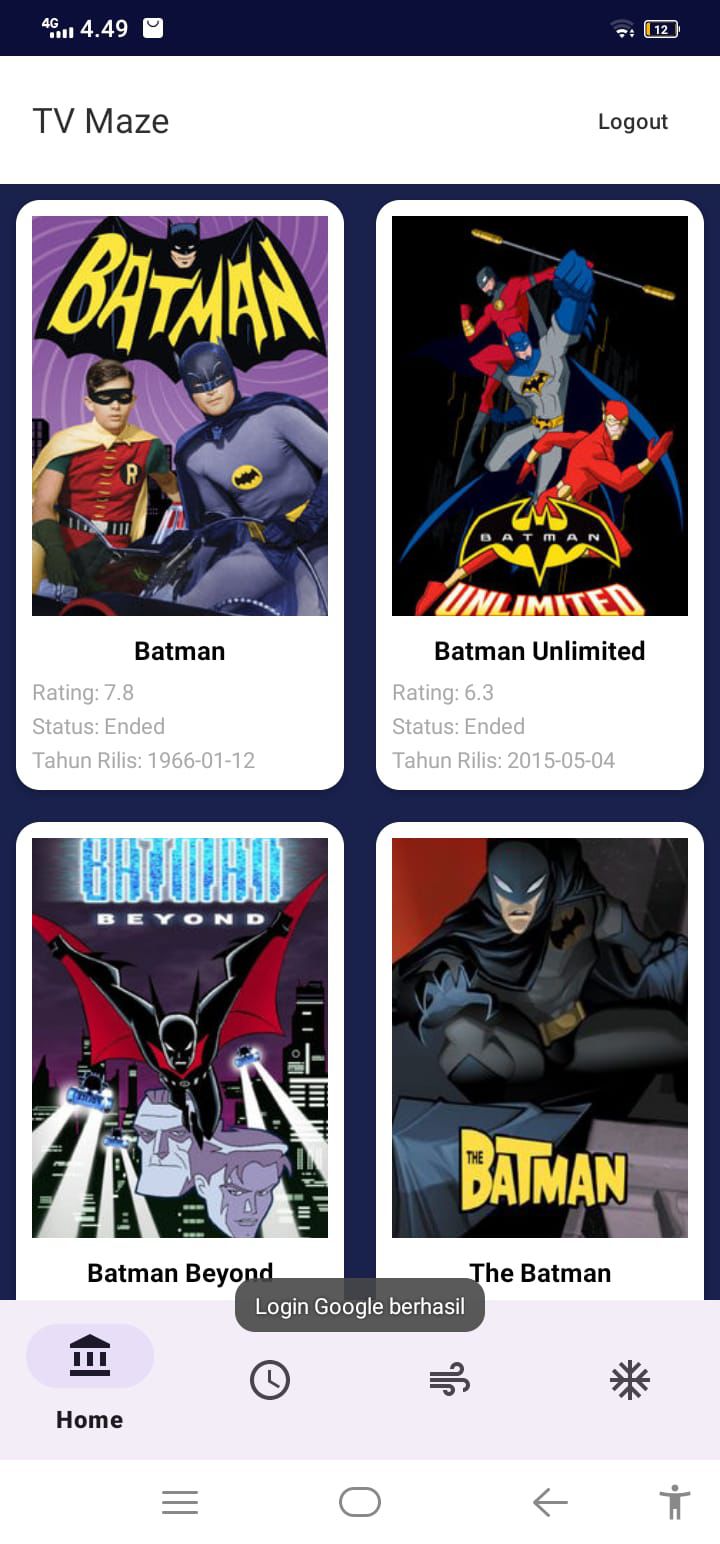 4G 4.49 12
TV Maze
Logout
BATMAN
R
BATMAN
UNLIMITED
Batman
Rating: 7.8
Status: Ended
Tahun Rilis: 1966-01-12
Batman Unlimited
Rating: 6.3
Status: Ended
Tahun Rilis: 2015-05-04
BATMAN
BEYOND
THE
BATMAN
Batman Beyond
The Batman
Login Google berhasil
Home